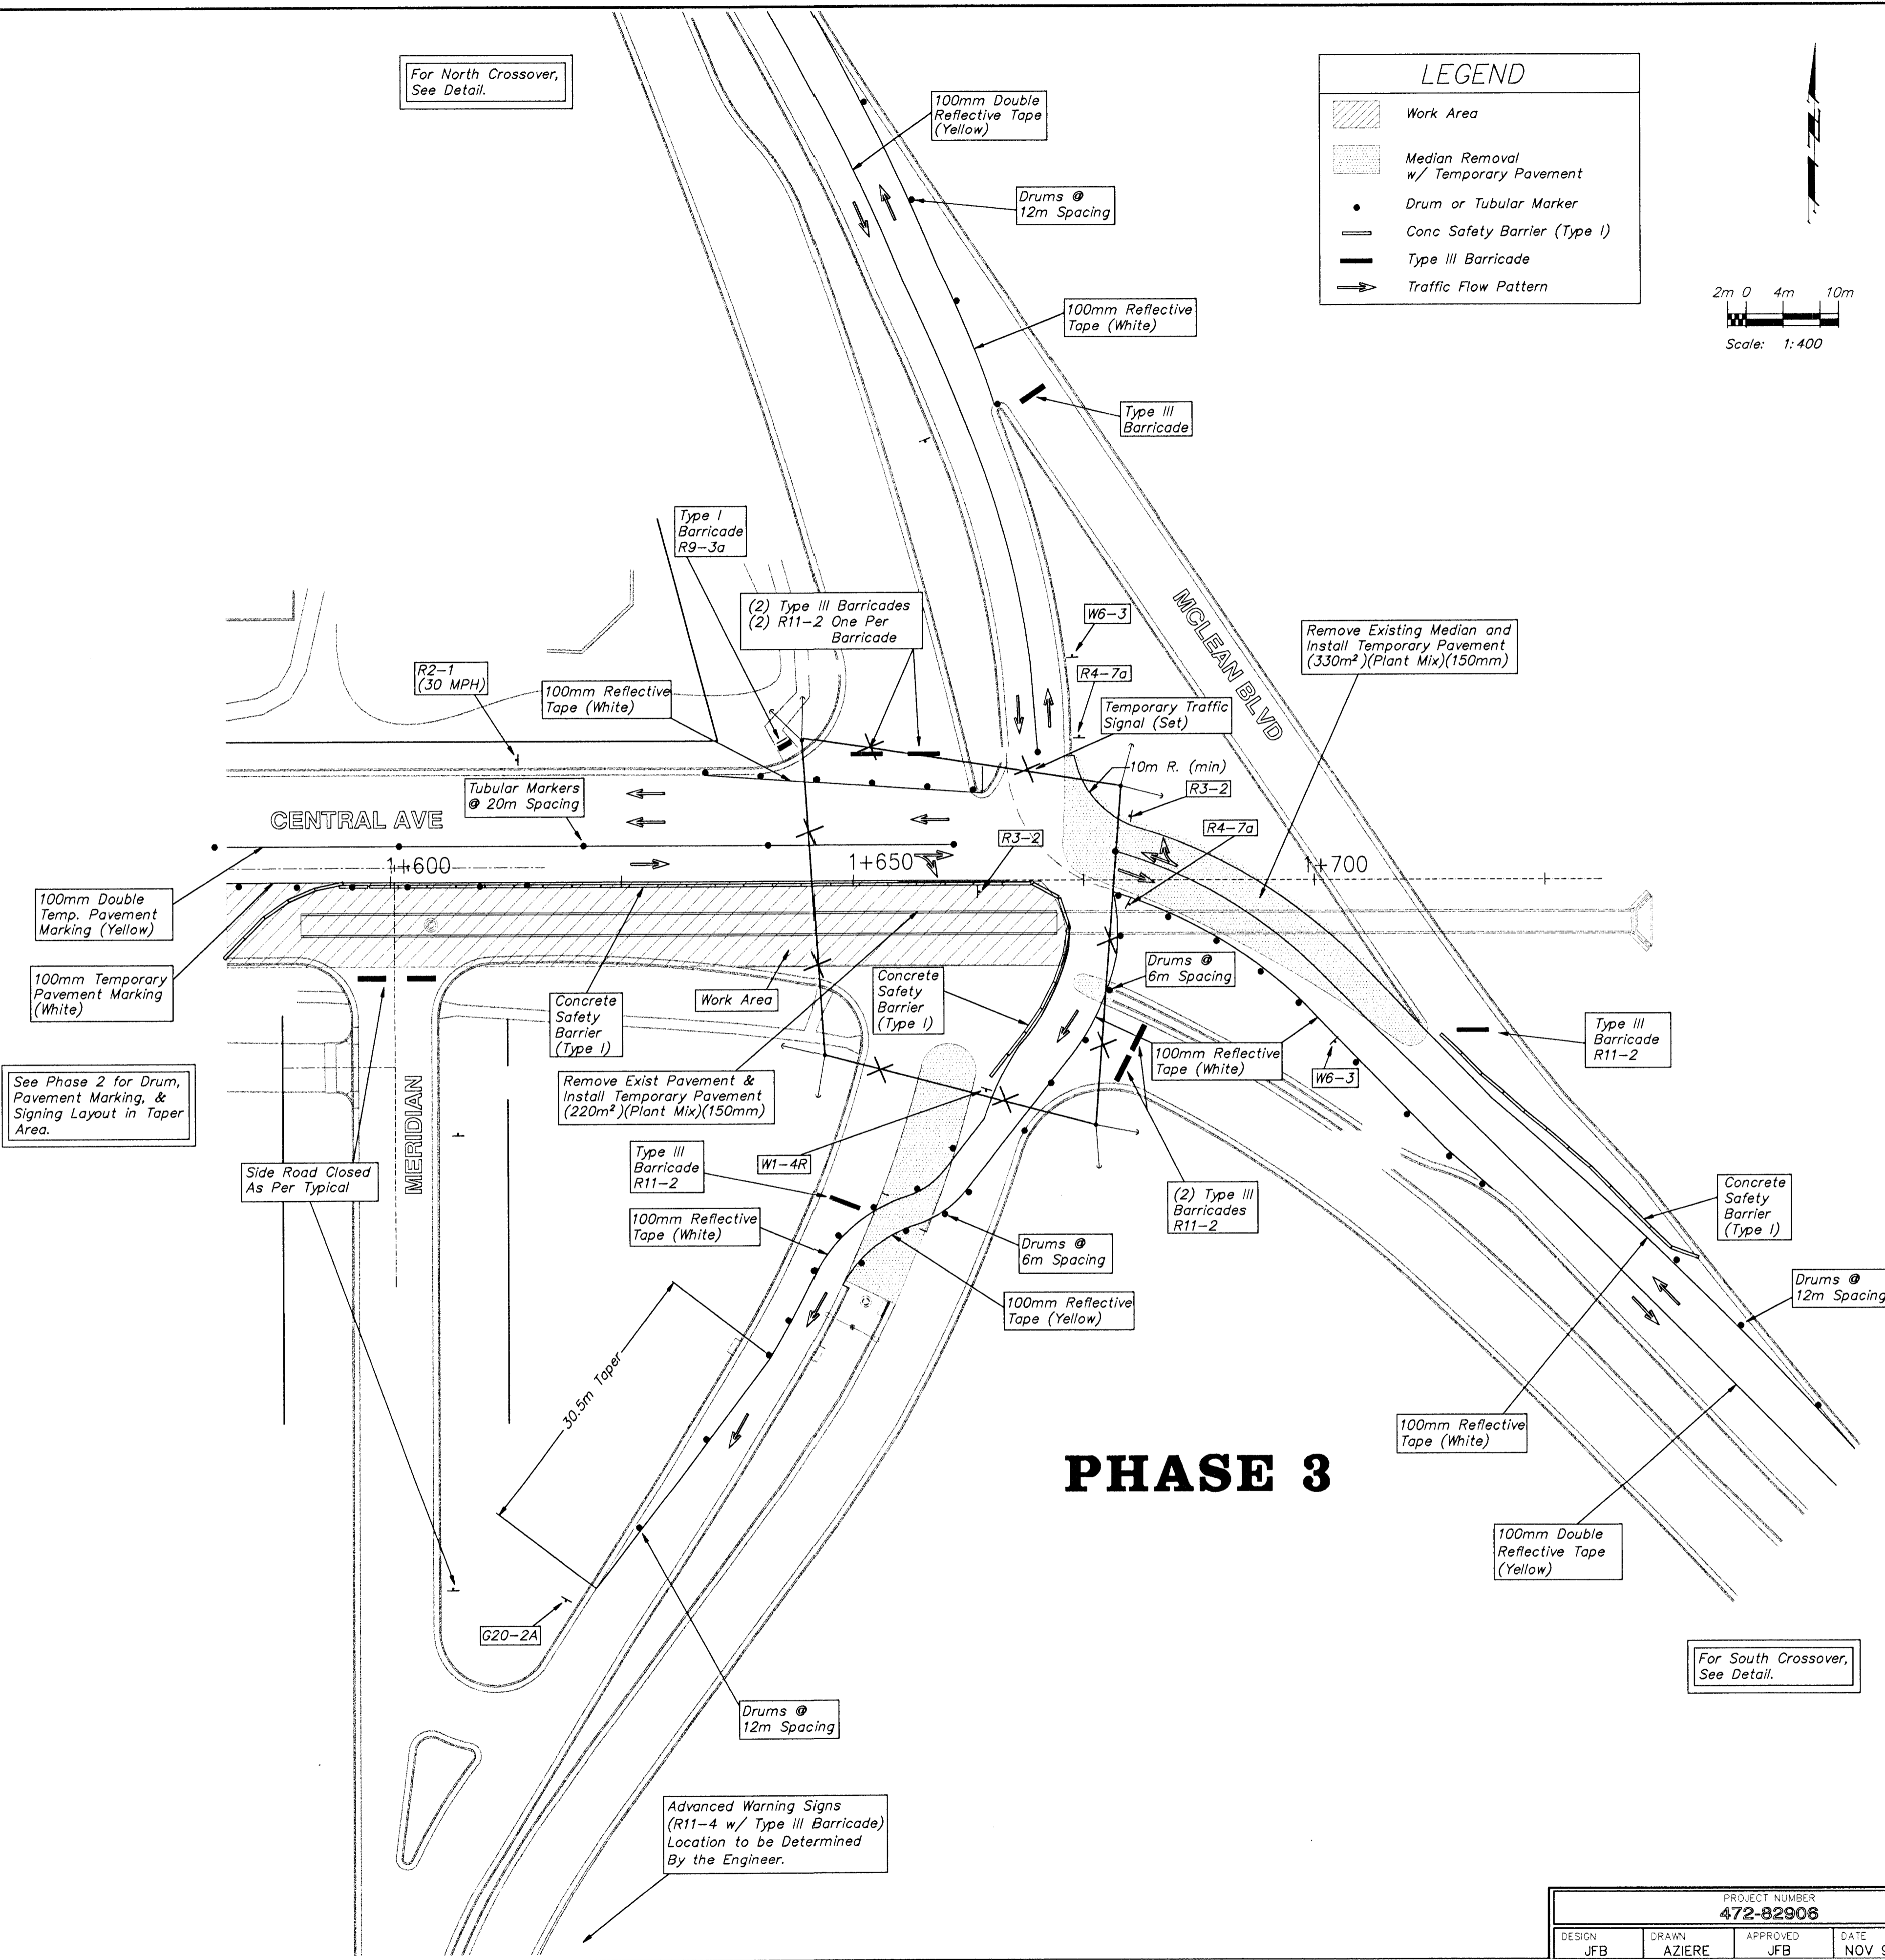 For North Crossover,
See Detail.
100mm Double
Reflective Tape
(Yellow)
Drums @
12m Spacing
LEGEND
Work Area
Median Removal
w/ Temporary Pavement
Drum or Tubular Marker
Conc Safety Barrier (Type I)
Type III Barricade
Traffic Flow Pattern
2m 0 4m 10m
Scale: 1:400
100mm Reflective
Tape (White)
Type III
Barricade
Type I
Barricade
R9-3a
(2) Type III Barricades
(2) R11-2 One Per
Barricade
W6-3
MCLEAN BLVD
Remove Existing Median and
Install Temporary Pavement
(330m²)(Plant Mix)(150mm)
R2-1
(30 MPH)
100mm Reflective
Tape (White)
R4-7a
Temporary Traffic
Signal (Set)
10m R. (min)
R3-2
Tubular Markers
@ 20m Spacing
CENTRAL AVE
R3-2
R4-7a
1+600
1+650
1+700
100mm Double
Temp. Pavement
Marking (Yellow)
100mm Temporary
Pavement Marking
(White)
Concrete
Safety
Barrier
(Type I)
Work Area
Concrete
Safety
Barrier
(Type I)
Drums @
6m Spacing
Type III
Barricade
R11-2
100mm Reflective
Tape (White)
W6-3
See Phase 2 for Drum,
Pavement Marking, &
Signing Layout in Taper
Area.
MERIDIAN
Remove Exist Pavement &
Install Temporary Pavement
(220m²)(Plant Mix)(150mm)
Side Road Closed
As Per Typical
Type III
Barricade
R11-2
W1-4R
(2) Type III
Barricades
R11-2
Concrete
Safety
Barrier
(Type I)
100mm Reflective
Tape (White)
Drums @
6m Spacing
Drums @
12m Spacing
100mm Reflective
Tape (Yellow)
30.5m Taper
100mm Reflective
Tape (White)
PHASE 3
100mm Double
Reflective Tape
(Yellow)
G20-2A
For South Crossover,
See Detail.
Drums @
12m Spacing
Advanced Warning Signs
(R11-4 w/ Type III Barricade)
Location to be Determined
By the Engineer.
PROJECT NUMBER
472-82906
DESIGN DRAWN APPROVED DATE
JFB AZIERE JFB NOV 9